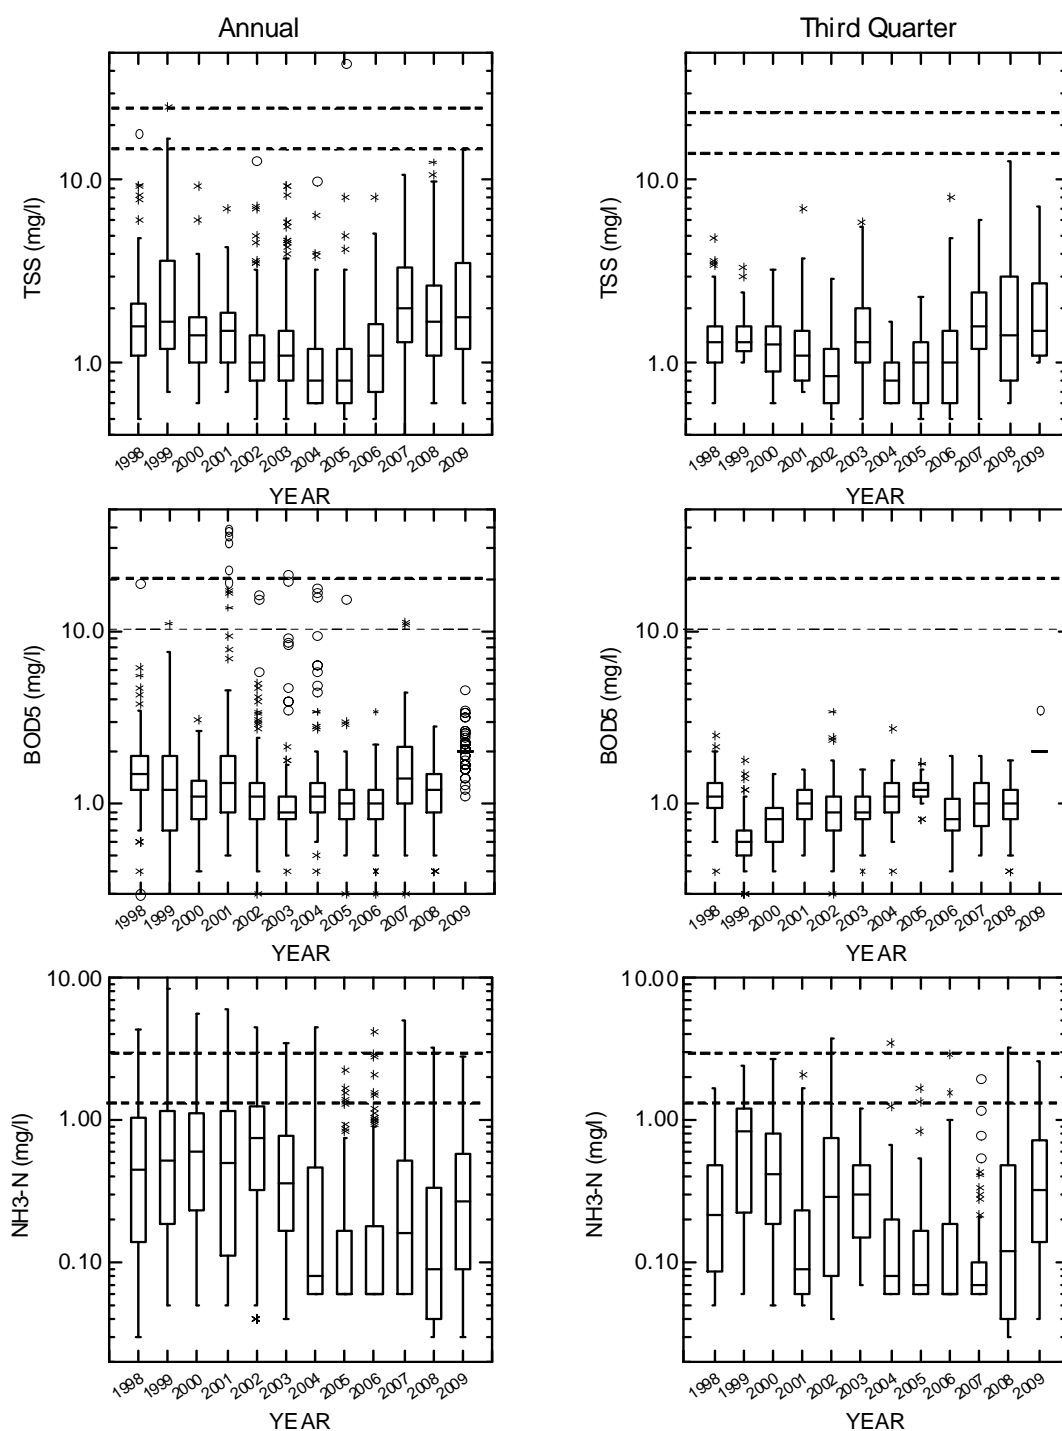 Annual
Third Quarter
TSS (mg/l)
10.0
1.0
1998 1999 2000 2001 2002 2003 2004 2005 2006 2007 2008 2009
YEAR
TSS (mg/l)
10.0
1.0
1998 1999 2000 2001 2002 2003 2004 2005 2006 2007 2008 2009
YEAR
BOD5 (mg/l)
10.0
1.0
1998 1999 2000 2001 2002 2003 2004 2005 2006 2007 2008 2009
YEAR
BOD5 (mg/l)
10.0
1.0
1998 1999 2000 2001 2002 2003 2004 2005 2006 2007 2008 2009
YEAR
NH3-N (mg/l)
10.00
1.00
0.10
1998 1999 2000 2001 2002 2003 2004 2005 2006 2007 2008 2009
YEAR
NH3-N (mg/l)
10.00
1.00
0.10
1998 1999 2000 2001 2002 2003 2004 2005 2006 2007 2008 2009
YEAR